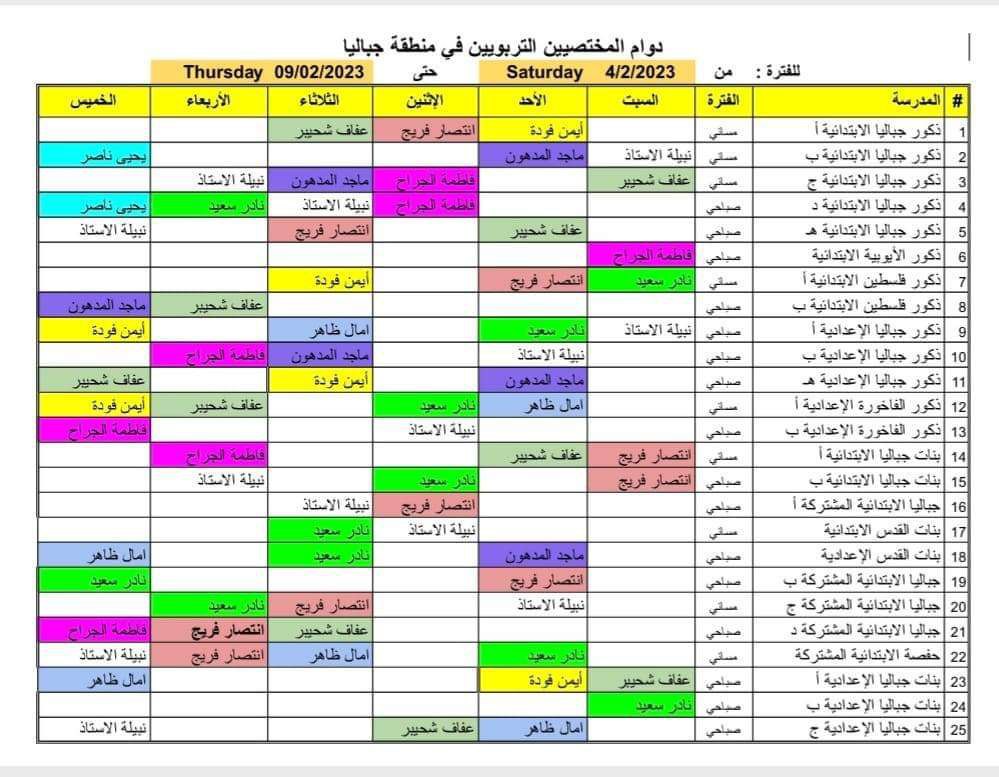 دوام المختصيين التربويين في منطقة جباليا
للفترة : من Saturday 4/2/2023 حتى Thursday 09/02/2023
# المدرسة الفترة السبت الأحد الإثنين الثلاثاء الأربعاء الخميس
1 ذكور جباليا الابتدائية أ مسائي أيمن فودة انتصار فريج عفاف شحيبر
2 ذكور جباليا الابتدائية ب مسائي نبيلة الاستاذ ماجد المدهون يحيى ناصر
3 ذكور جباليا الابتدائية ج مسائي عفاف شحيبر فاطمة الجراح ماجد المدهون نبيلة الاستاذ
4 ذكور جباليا الابتدائية د صباحي فاطمة الجراح نبيلة الاستاذ نادر سعيد يحيى ناصر
5 ذكور جباليا الابتدائية هـ صباحي عفاف شحيبر انتصار فريج نبيلة الاستاذ
6 ذكور الأيوبية الابتدائية صباحي فاطمة الجراح
7 ذكور فلسطين الابتدائية أ مسائي نادر سعيد انتصار فريج أيمن فودة
8 ذكور فلسطين الابتدائية ب صباحي عفاف شحيبر ماجد المدهون
9 ذكور جباليا الإعدادية أ صباحي نبيلة الاستاذ نادر سعيد امال ظاهر أيمن فودة
10 ذكور جباليا الإعدادية ب صباحي نبيلة الاستاذ ماجد المدهون فاطمة الجراح
11 ذكور جباليا الإعدادية هـ صباحي ماجد المدهون أيمن فودة عفاف شحيبر
12 ذكور الفاخورة الإعدادية أ مسائي امال ظاهر نادر سعيد عفاف شحيبر أيمن فودة
13 ذكور الفاخورة الإعدادية ب صباحي نبيلة الاستاذ فاطمة الجراح
14 بنات جباليا الابتدائية أ مسائي انتصار فريج عفاف شحيبر فاطمة الجراح
15 بنات جباليا الابتدائية ب صباحي انتصار فريج نادر سعيد نبيلة الاستاذ
16 جباليا الابتدائية المشتركة أ صباحي انتصار فريج نبيلة الاستاذ
17 بنات القدس الابتدائية مسائي نبيلة الاستاذ نادر سعيد
18 بنات القدس الإعدادية صباحي ماجد المدهون نادر سعيد امال ظاهر
19 جباليا الابتدائية المشتركة ب صباحي انتصار فريج نادر سعيد
20 جباليا الابتدائية المشتركة ج مسائي نبيلة الاستاذ انتصار فريج نادر سعيد
21 جباليا الابتدائية المشتركة د صباحي عفاف شحيبر انتصار فريج فاطمة الجراح
22 حفصة الابتدائية المشتركة مسائي نادر سعيد امال ظاهر انتصار فريج نبيلة الاستاذ
23 بنات جباليا الإعدادية أ صباحي عفاف شحيبر أيمن فودة امال ظاهر
24 بنات جباليا الإعدادية ب صباحي نادر سعيد
25 بنات جباليا الإعدادية ج صباحي امال ظاهر عفاف شحيبر نبيلة الاستاذ